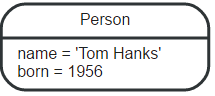 Person
name = 'Tom Hanks'
born = 1956